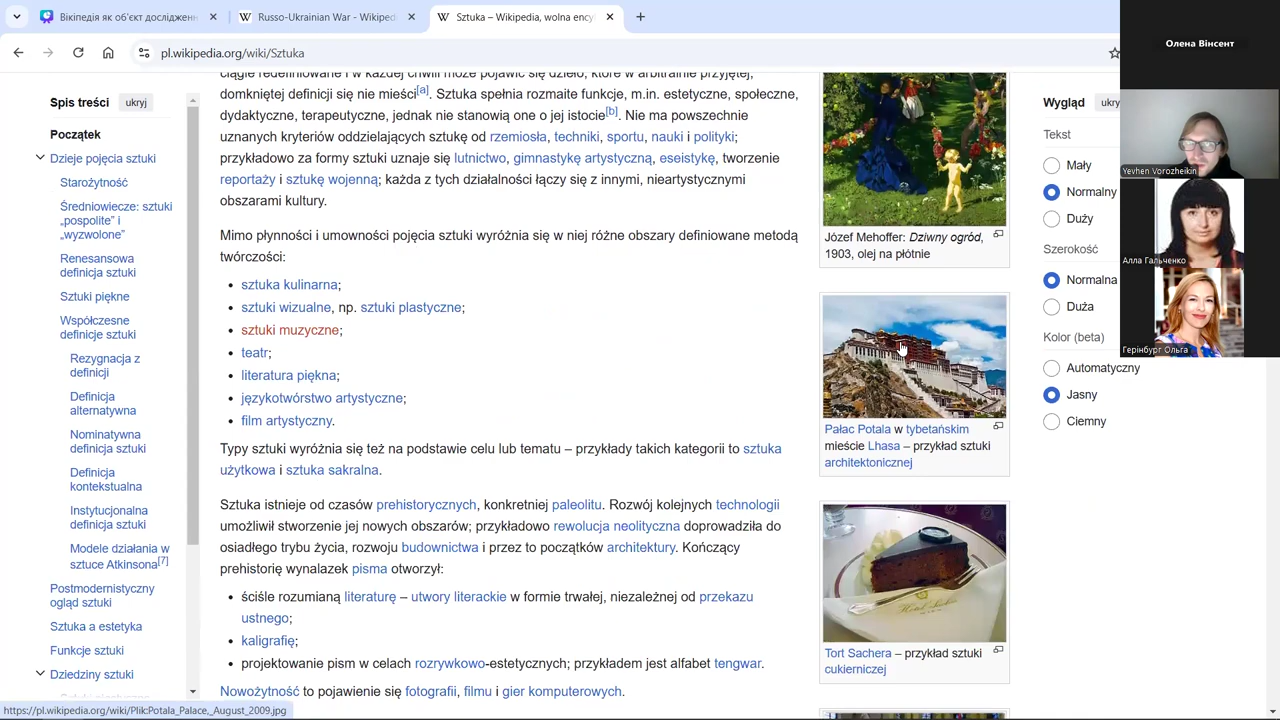 Вікіпедія як об'єкт дослідженн
Russo-Ukrainian War - Wikiped
Sztuka – Wikipedia, wolna ency
pl.wikipedia.org/wiki/Sztuka
Spis treści ukryj
Początek
Dzieje pojęcia sztuki
Starożytność
Średniowiecze: sztuki
„pospolite” i
„wyzwolone”
Renesansowa
definicja sztuki
Sztuki piękne
Współczesne
definicje sztuki
Rezygnacja z
definicji
Definicja
alternatywna
Nominatywna
definicja sztuki
Definicja
kontekstualna
Instytucjonalna
definicja sztuki
Modele działania w
sztuce Atkinsona[7]
Postmodernistyczny
ogląd sztuki
Sztuka a estetyka
Funkcje sztuki
Dziedziny sztuki
ciągle redefiniowane i w każdej chwili może pojawić się dzieło, które w arbitralnie przyjętej,
domkniętej definicji się nie mieści[a]. Sztuka spełnia rozmaite funkcje, m.in. estetyczne, społeczne,
dydaktyczne, terapeutyczne, jednak nie stanowią one o jej istocie[b]. Nie ma powszechnie
uznanych kryteriów oddzielających sztukę od rzemiosła, techniki, sportu, nauki i polityki;
przykładowo za formy sztuki uznaje się lutnictwo, gimnastykę artystyczną, eseistykę, tworzenie
reportaży i sztukę wojenną; każda z tych działalności łączy się z innymi, nieartystycznymi
obszarami kultury.
Mimo płynności i umowności pojęcia sztuki wyróżnia się w niej różne obszary definiowane metodą
twórczości:
• sztuka kulinarna;
• sztuki wizualne, np. sztuki plastyczne;
• sztuki muzyczne;
• teatr;
• literatura piękna;
• językotwórstwo artystyczne;
• film artystyczny.
Typy sztuki wyróżnia się też na podstawie celu lub tematu – przykłady takich kategorii to sztuka
użytkowa i sztuka sakralna.
Sztuka istnieje od czasów prehistorycznych, konkretniej paleolitu. Rozwój kolejnych technologii
umożliwił stworzenie jej nowych obszarów; przykładowo rewolucja neolityczna doprowadziła do
osiadłego trybu życia, rozwoju budownictwa i przez to początków architektury. Kończący
prehistorię wynalazek pisma otworzył:
• ściśle rozumianą literaturę – utwory literackie w formie trwałej, niezależnej od przekazu
ustnego;
• kaligrafię;
• projektowanie pism w celach rozrywkowo-estetycznych; przykładem jest alfabet tengwar.
Nowożytność to pojawienie się fotografii, filmu i gier komputerowych.
Józef Mehoffer: Dziwny ogród,
1903, olej na płótnie
Pałac Potala w tybetańskim
mieście Lhasa – przykład sztuki
architektonicznej
Tort Sachera – przykład sztuki
cukierniczej
Wygląd ukry
Tekst
Mały
Normalny
Duży
Szerokość
Normalna
Duża
Kolor (beta)
Automatyczny
Jasny
Ciemny
Олена Вінсент
Yevhen Vorozheikin
Алла Гальченко
Герінбург Ольга
https://pl.wikipedia.org/wiki/Plik:Potala_Palace,_August_2009.jpg